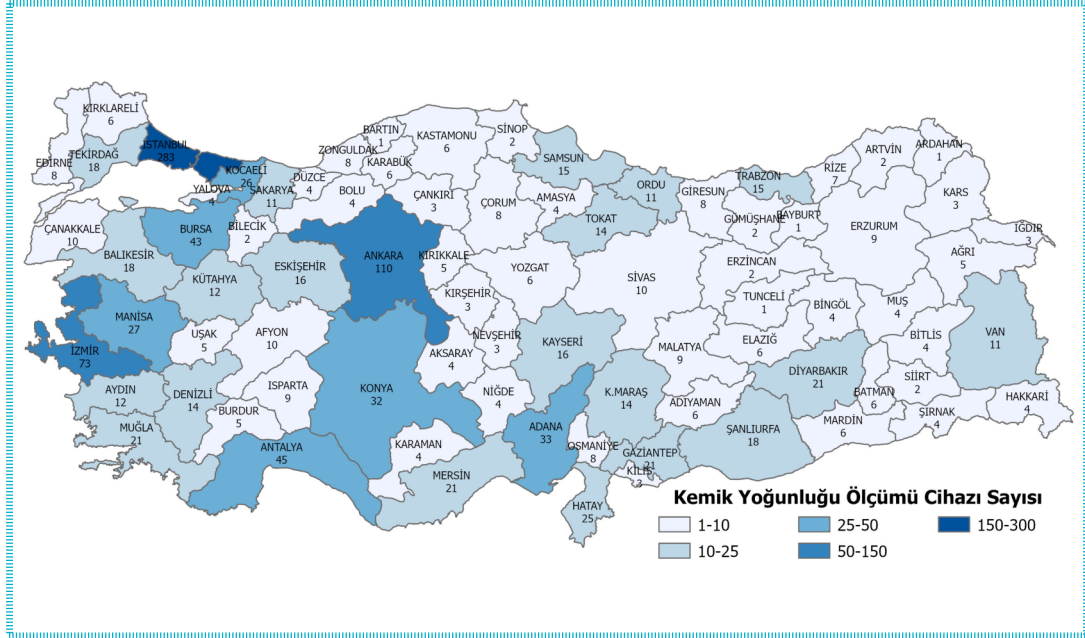 KIRKLARELİ
6
EDİRNE
8
TEKİRDAĞ
18
İSTANBUL
283
KOCAELİ
26
YALOVA
4
SAKARYA
11
DÜZCE
4
ZONGULDAK
8
BARTIN
1
KARABÜK
6
KASTAMONU
6
SİNOP
2
BOLU
4
ÇANKIRI
3
ÇORUM
8
SAMSUN
15
AMASYA
4
ORDU
11
TOKAT
14
GİRESUN
8
TRABZON
15
GÜMÜŞHANE
2
BAYBURT
1
RİZE
7
ARTVİN
2
ARDAHAN
1
KARS
3
IĞDIR
3
ERZURUM
9
AĞRI
5
ERZİNCAN
2
ÇANAKKALE
10
BALIKESİR
18
BURSA
43
BİLECİK
2
KÜTAHYA
12
ESKİŞEHİR
16
ANKARA
110
KIRIKKALE
5
KIRŞEHİR
3
YOZGAT
6
SİVAS
10
TUNCELİ
1
BİNGÖL
4
MUŞ
4
BİTLİS
4
VAN
11
MANİSA
27
İZMİR
73
UŞAK
5
AFYON
10
AKSARAY
4
NEVŞEHİR
3
KAYSERİ
16
MALATYA
9
ELAZIĞ
6
DİYARBAKIR
21
BATMAN
6
SİİRT
2
ŞIRNAK
4
HAKKARİ
4
AYDIN
12
DENİZLİ
14
ISPARTA
9
BURDUR
5
KONYA
32
NİĞDE
4
K.MARAŞ
14
ADIYAMAN
6
MARDİN
6
MUĞLA
21
ANTALYA
45
KARAMAN
4
MERSİN
21
ADANA
33
OSMANİYE
8
GAZİANTEP
21
KİLİS
3
ŞANLIURFA
18
HATAY
25
Kemik Yoğunluğu Ölçümü Cihazı Sayısı
1-10
25-50
150-300
10-25
50-150